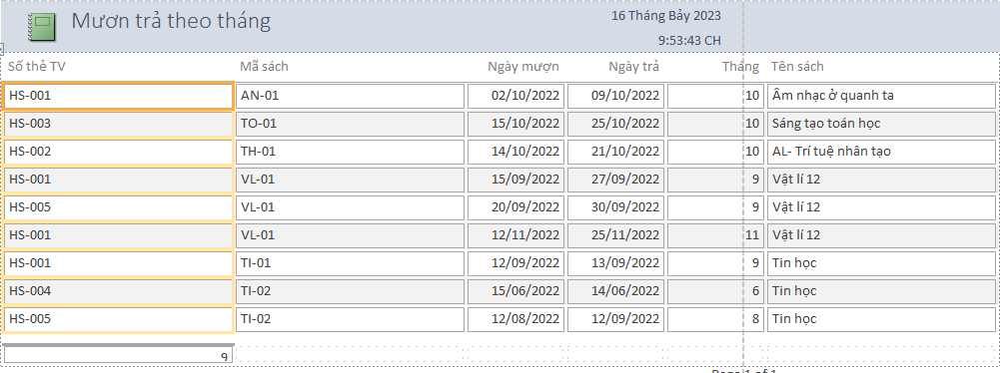 Mượn trả theo tháng
16 Tháng Bảy 2023
9:53:43 CH
Số thẻ TV Mã sách Ngày mượn Ngày trả Tháng Tên sách
HS-001 AN-01 02/10/2022 09/10/2022 10 Âm nhạc ở quanh ta
HS-003 TO-01 15/10/2022 25/10/2022 10 Sáng tạo toán học
HS-002 TH-01 14/10/2022 21/10/2022 10 AL- Trí tuệ nhân tạo
HS-001 VL-01 15/09/2022 27/09/2022 9 Vật lí 12
HS-005 VL-01 20/09/2022 30/09/2022 9 Vật lí 12
HS-001 VL-01 12/11/2022 25/11/2022 11 Vật lí 12
HS-001 TI-01 12/09/2022 13/09/2022 9 Tin học
HS-004 TI-02 15/06/2022 14/06/2022 6 Tin học
HS-005 TI-02 12/08/2022 12/09/2022 8 Tin học
9
Page 1 of 1